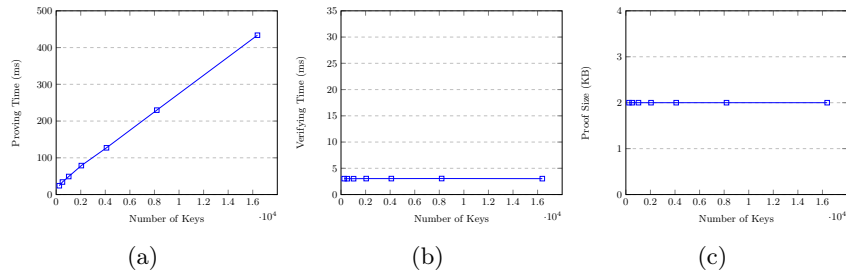 500
400
300
200
100
0
Proving Time (ms)
0 0.2 0.4 0.6 0.8 1 1.2 1.4 1.6
·10⁴
Number of Keys
(a)
35
30
25
20
15
10
5
0
Verifying Time (ms)
0 0.2 0.4 0.6 0.8 1 1.2 1.4 1.6
·10⁴
Number of Keys
(b)
4
3
2
1
0
Proof Size (KB)
0 0.2 0.4 0.6 0.8 1 1.2 1.4 1.6
·10⁴
Number of Keys
(c)